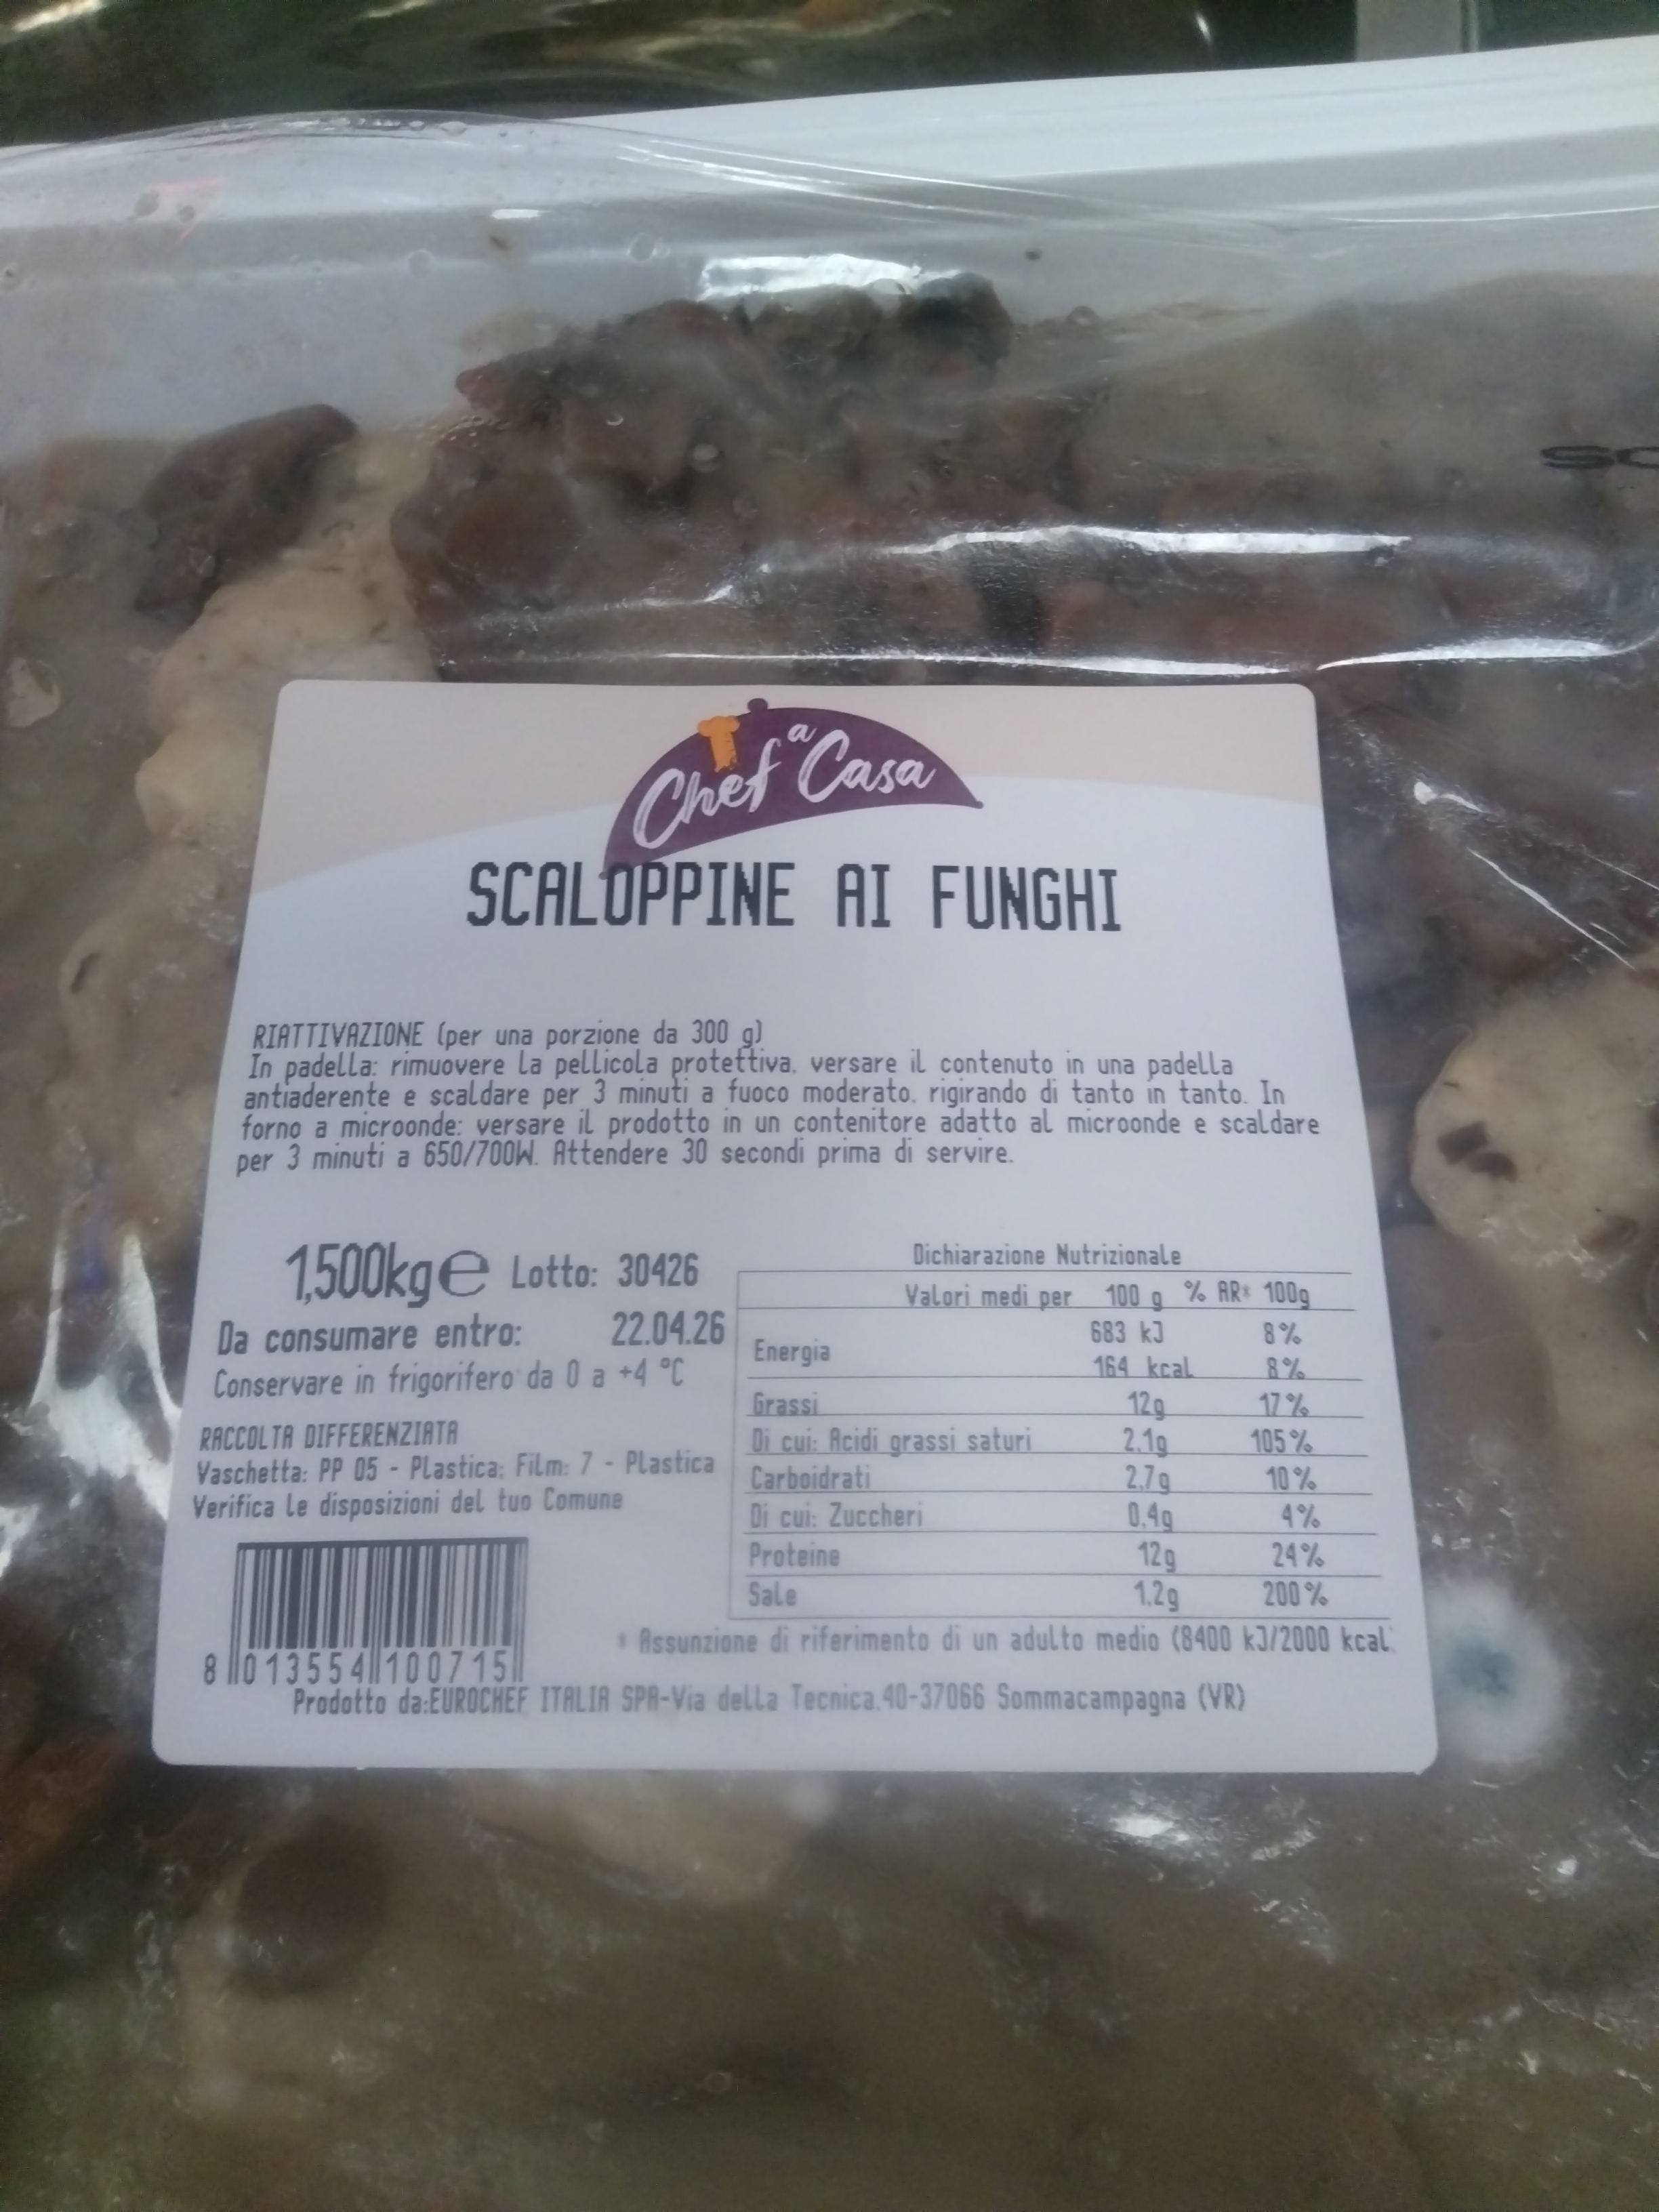 Chef a Casa
SCALOPPINE AI FUNGHI
RIATTIVAZIONE (per una porzione da 300 g)
In padella: rimuovere la pellicola protettiva, versare il contenuto in una padella
antiaderente e scaldare per 3 minuti a fuoco moderato, rigirando di tanto in tanto. In
forno a microonde: versare il prodotto in un contenitore adatto al microonde e scaldare
per 3 minuti a 650/700W. Attendere 30 secondi prima di servire.
1,500kg e Lotto: 30426
Da consumare entro: 22.04.26
Conservare in frigorifero da 0 a +4 °C
RACCOLTA DIFFERENZIATA
Vaschetta: PP 05 - Plastica; Film: 7 - Plastica
Verifica le disposizioni del tuo Comune
8 013554 100715
Dichiarazione Nutrizionale
Valori medi per 100 g % AR* 100g
Energia 683 kJ 8%
164 kcal 8%
Grassi 12g 17%
Di cui: Acidi grassi saturi 2,1g 105%
Carboidrati 2,7g 10%
Di cui: Zuccheri 0,4g 4%
Proteine 12g 24%
Sale 1,2g 200%
* Assunzione di riferimento di un adulto medio (8400 kJ/2000 kcal.
Prodotto da:EUROCHEF ITALIA SPA-Via della Tecnica,40-37066 Sommacampagna (VR)